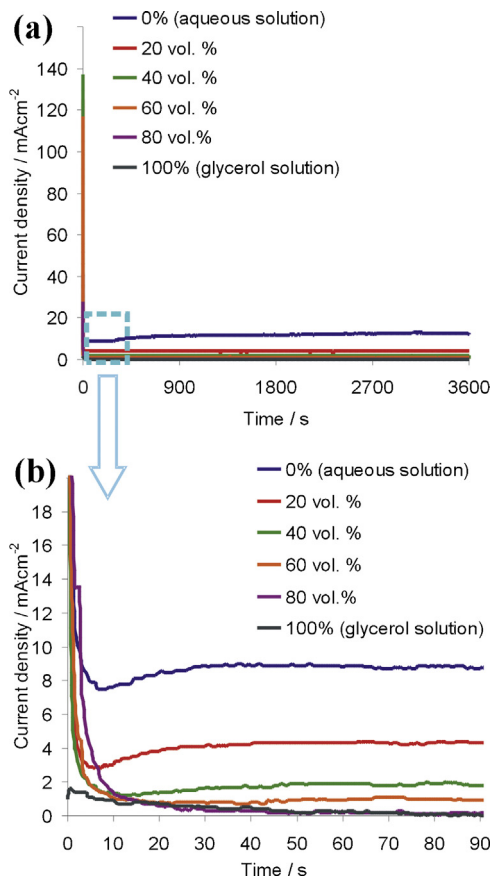 (a)
0% (aqueous solution)
20 vol. %
40 vol. %
60 vol. %
80 vol.%
100% (glycerol solution)
Current density / mAcm-2
140
120
100
80
60
40
20
0
0 900 1800 2700 3600
Time / s
(b)
0% (aqueous solution)
20 vol. %
40 vol. %
60 vol. %
80 vol.%
100% (glycerol solution)
Current density / mAcm-2
18
16
14
12
10
8
6
4
2
0
0 10 20 30 40 50 60 70 80 90
Time / s